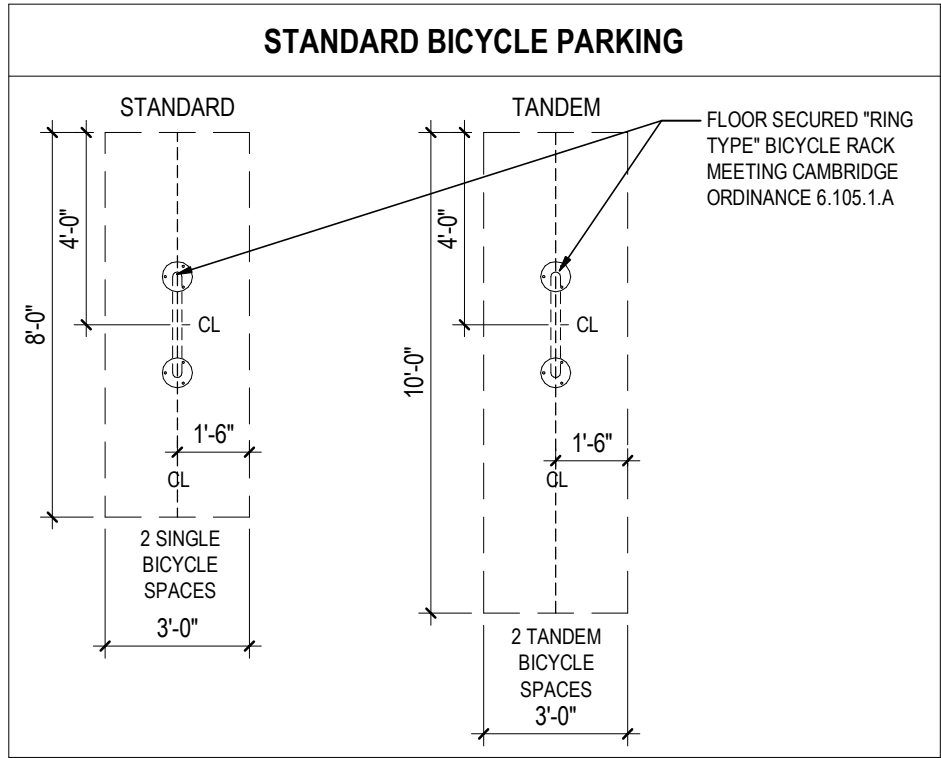 STANDARD BICYCLE PARKING
STANDARD
8'-0"
4'-0"
CL
1'-6"
CL
2 SINGLE
BICYCLE
SPACES
3'-0"
TANDEM
10'-0"
4'-0"
CL
1'-6"
CL
2 TANDEM
BICYCLE
SPACES
3'-0"
FLOOR SECURED "RING
TYPE" BICYCLE RACK
MEETING CAMBRIDGE
ORDINANCE 6.105.1.A